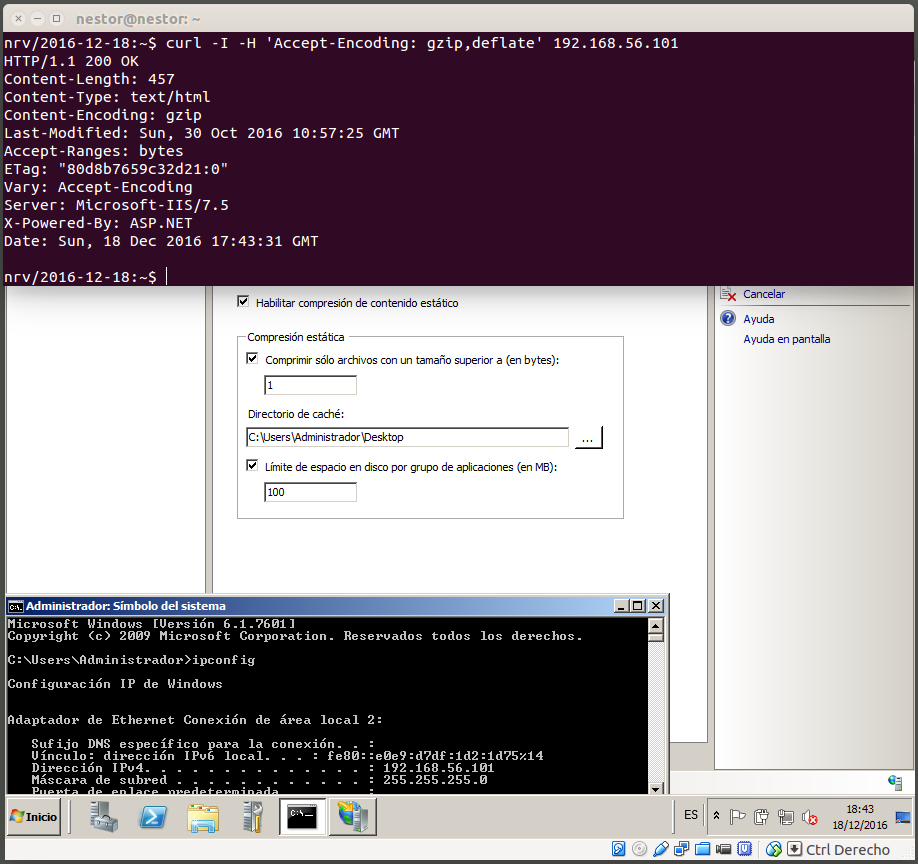 nestor@nestor: ~
nrv/2016-12-18:~$ curl -I -H 'Accept-Encoding: gzip,deflate' 192.168.56.101
HTTP/1.1 200 OK
Content-Length: 457
Content-Type: text/html
Content-Encoding: gzip
Last-Modified: Sun, 30 Oct 2016 10:57:25 GMT
Accept-Ranges: bytes
ETag: "80d8b7659c32d21:0"
Vary: Accept-Encoding
Server: Microsoft-IIS/7.5
X-Powered-By: ASP.NET
Date: Sun, 18 Dec 2016 17:43:31 GMT
nrv/2016-12-18:~$
Habilitar compresión de contenido estático
Compresión estática
Comprimir sólo archivos con un tamaño superior a (en bytes):
1
Directorio de caché:
C:\Users\Administrador\Desktop
...
Límite de espacio en disco por grupo de aplicaciones (en MB):
100
Cancelar
Ayuda
Ayuda en pantalla
Administrador: Símbolo del sistema
Microsoft Windows [Versión 6.1.7601]
Copyright (c) 2009 Microsoft Corporation. Reservados todos los derechos.
C:\Users\Administrador>ipconfig
Configuración IP de Windows
Adaptador de Ethernet Conexión de área local 2:
Sufijo DNS específico para la conexión. . :
Vínculo: dirección IPv6 local. . . : fe80::e0e9:d7df:1d2:1d75%14
Dirección IPv4. . . . . . . . . . . . . . : 192.168.56.101
Máscara de subred . . . . . . . . . . . . : 255.255.255.0
Puerta de enlace predeterminada . . . . . :
Inicio
ES
18:43
18/12/2016
Ctrl Derecho